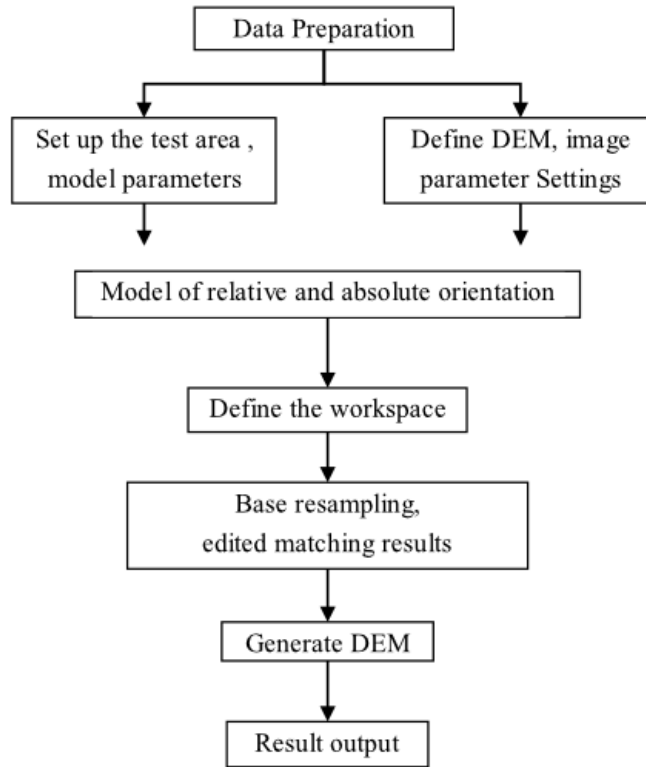 Data Preparation
Set up the test area ,
model parameters
Define DEM, image
parameter Settings
Model of relative and absolute orientation
Define the workspace
Base resampling,
edited matching results
Generate DEM
Result output